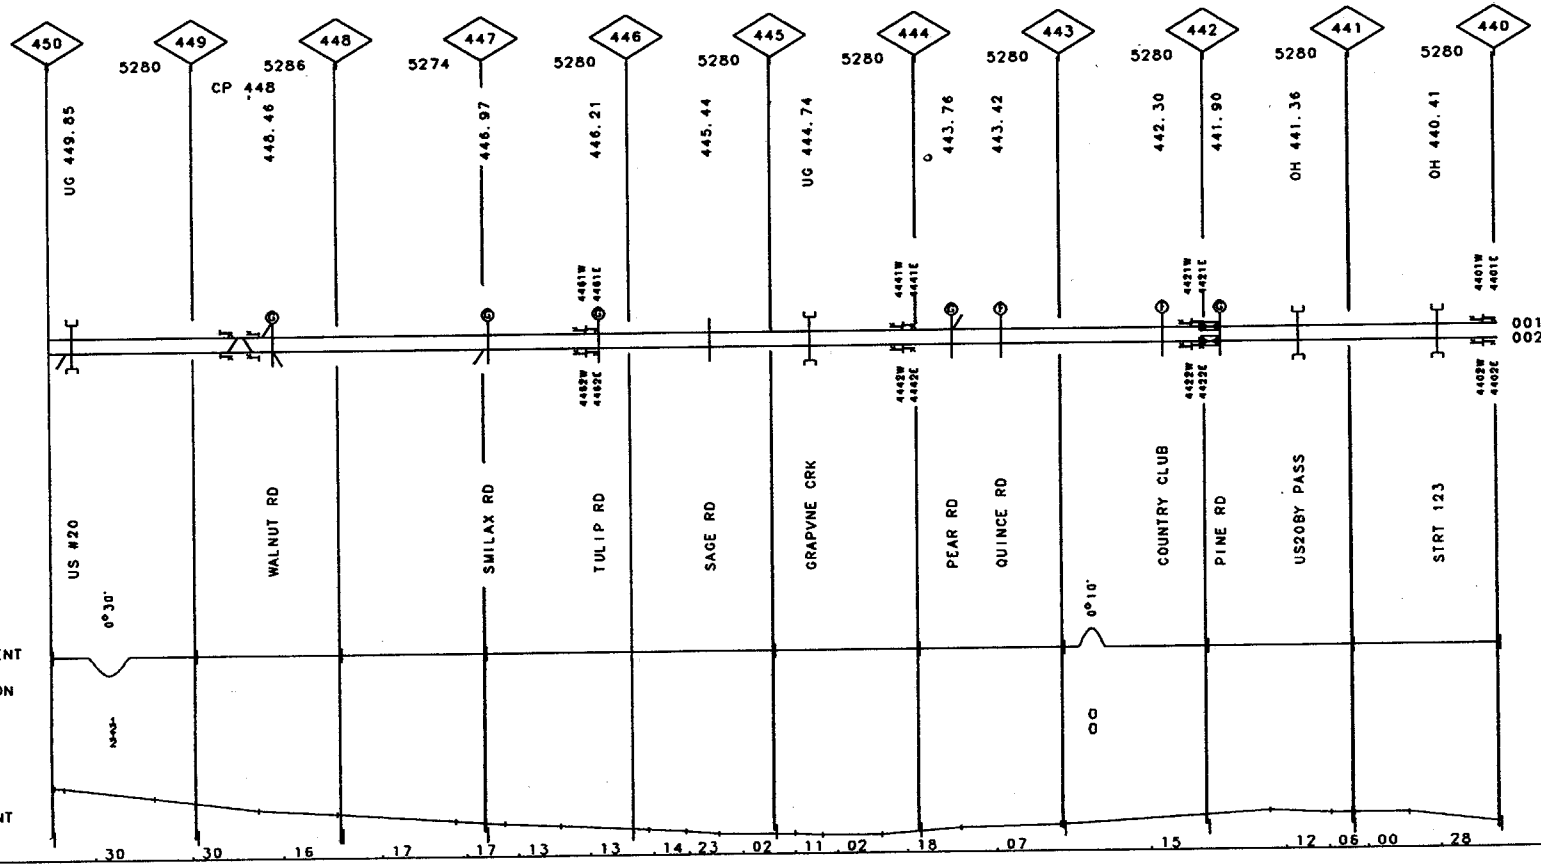 450 449 448 447 446 445 444 443 442 441 440
5280 5286 5274 5280 5280 5280 5280 5280 5280 5280
CP 448
UG 449.85
448.46
446.97
446.21
445.44
UG 444.74
443.76
443.42
442.30
441.90
OH 441.36
OH 440.41
4461W
4461E
4441W
4441E
4421W
4421E
4401W
4401E
001
002
4462W
4462E
4442W
4442E
4422W
4422E
4402W
4402E
US #20
WALNUT RD
SMILAX RD
TULIP RD
SAGE RD
GRAPVNE CRK
PEAR RD
QUINCE RD
COUNTRY CLUB
PINE RD
US20BY PASS
STRT 123
0°30'
0°10'
ENT
ON
0
0
NT
.30 .30 .16 .17 .17 .13 .13 .14 .23 .02 .11 .02 .18 .07 .15 .12 .06 .00 .28